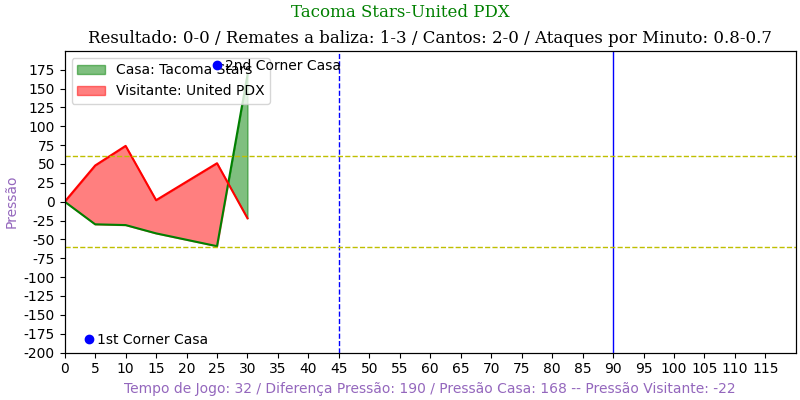 Tacoma Stars-United PDX
Resultado: 0-0 / Remates a baliza: 1-3 / Cantos: 2-0 / Ataques por Minuto: 0.8-0.7
Casa: Tacoma Stars
Visitante: United PDX
2nd Corner Casa
1st Corner Casa
Pressão
175
150
125
100
75
50
25
0
-25
-50
-75
-100
-125
-150
-175
-200
0 5 10 15 20 25 30 35 40 45 50 55 60 65 70 75 80 85 90 95 100 105 110 115
Tempo de Jogo: 32 / Diferença Pressão: 190 / Pressão Casa: 168 -- Pressão Visitante: -22